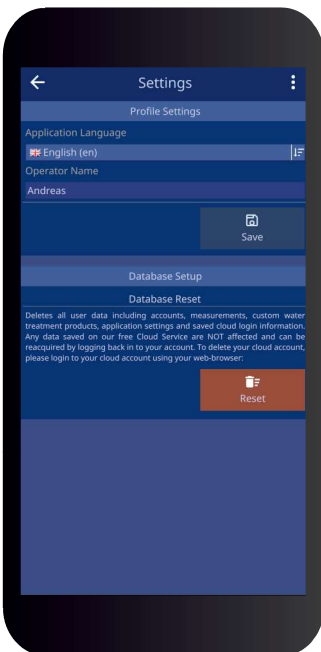 Settings
Profile Settings
Application Language
English (en)
Operator Name
Andreas
Save
Database Setup
Database Reset
Deletes all user data including accounts, measurements, custom water
treatment products, application settings and saved cloud login information.
Any data saved on our free Cloud Service are NOT affected and can be
reacquired by logging back in to your account. To delete your cloud account,
please login to your cloud account using your web-browser:
Reset